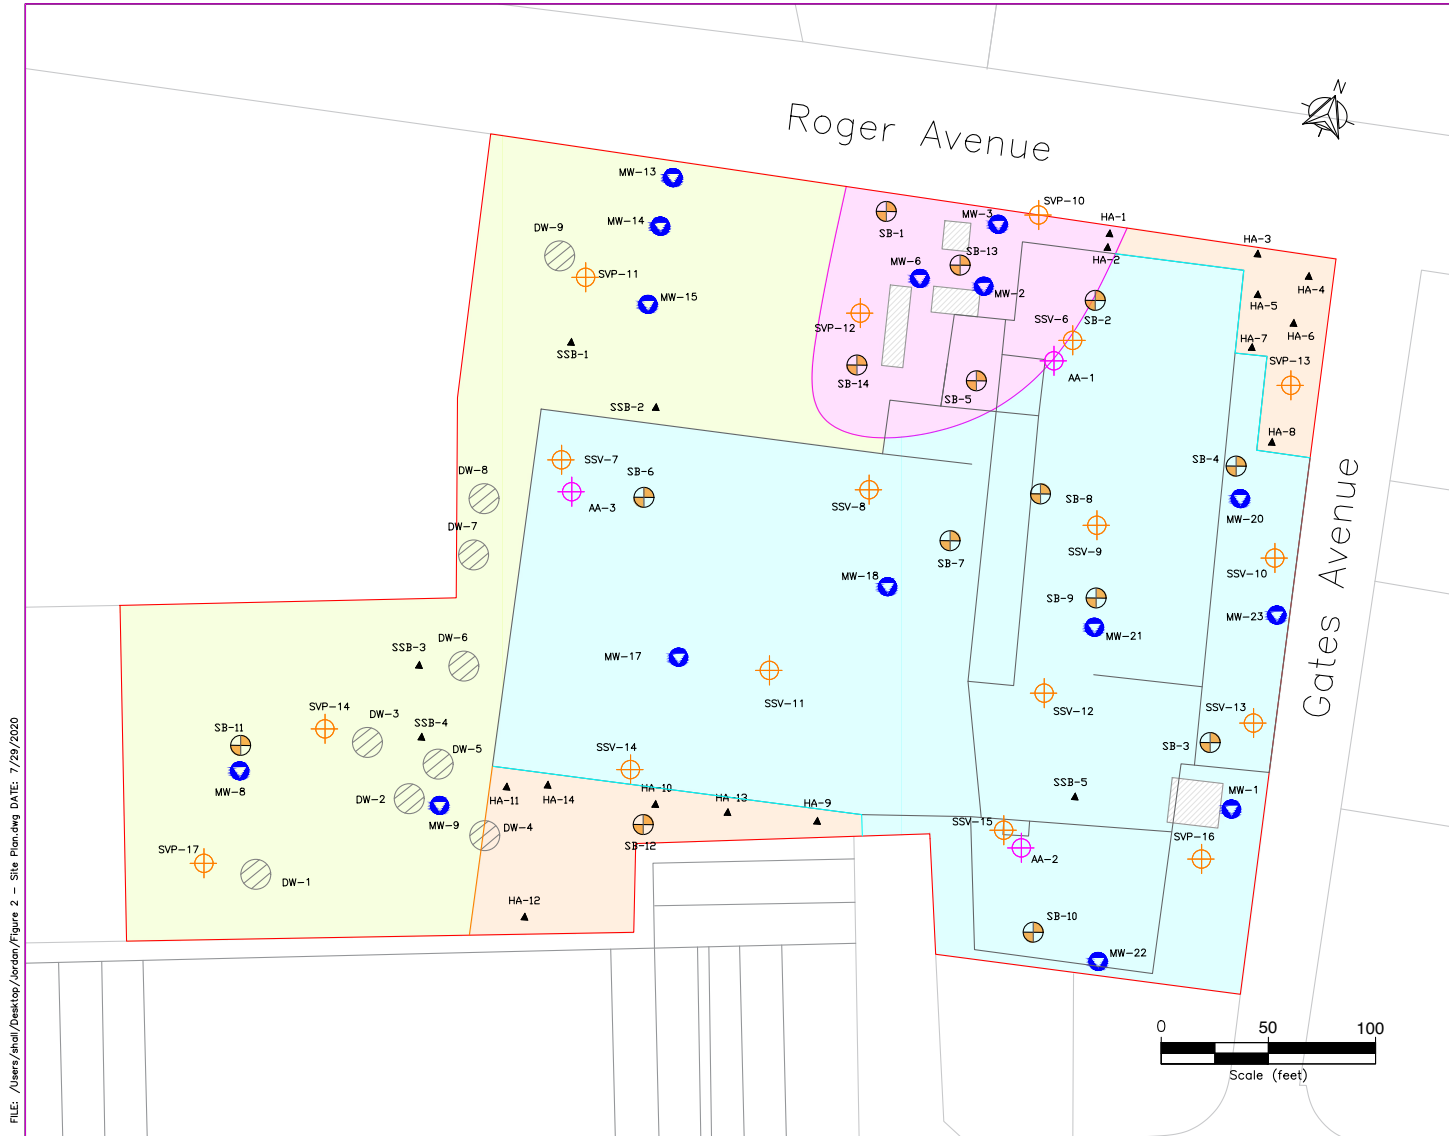 N
Roger Avenue
MW-13
SVP-10
MW-14
MW-3
HA-1
DW-9
SB-1
HA-3
SB-13
HA-2
MW-6
SVP-11
HA-4
MW-15
MW-2
HA-5
SSV-6
SB-2
SVP-12
HA-6
HA-7
SSB-1
SVP-13
SB-14
AA-1
SB-5
SSB-2
HA-8
SSV-7
SB-4
DW-8
SB-6
SB-8
AA-3
SSV-8
MW-20
DW-7
SSV-9
SB-7
SSV-10
Gates Avenue
MW-18
SB-9
MW-23
DW-6
MW-21
SSB-3
MW-17
SSV-11
SVP-14
SSV-12
SSV-13
SB-11
DW-3
SSB-4
SSV-14
SB-3
DW-5
SSB-5
MW-8
DW-2
HA-11
HA-14
HA-10
HA-13
HA-9
MW-1
MW-9
SSV-15
DW-4
SB-12
SVP-16
SVP-17
AA-2
DW-1
HA-12
SB-10
MW-22
0 50 100
Scale (feet)
FILE: /Users/shall/Desktop/Jordan/Figure 2 - Site Plan.dwg DATE: 7/29/2020